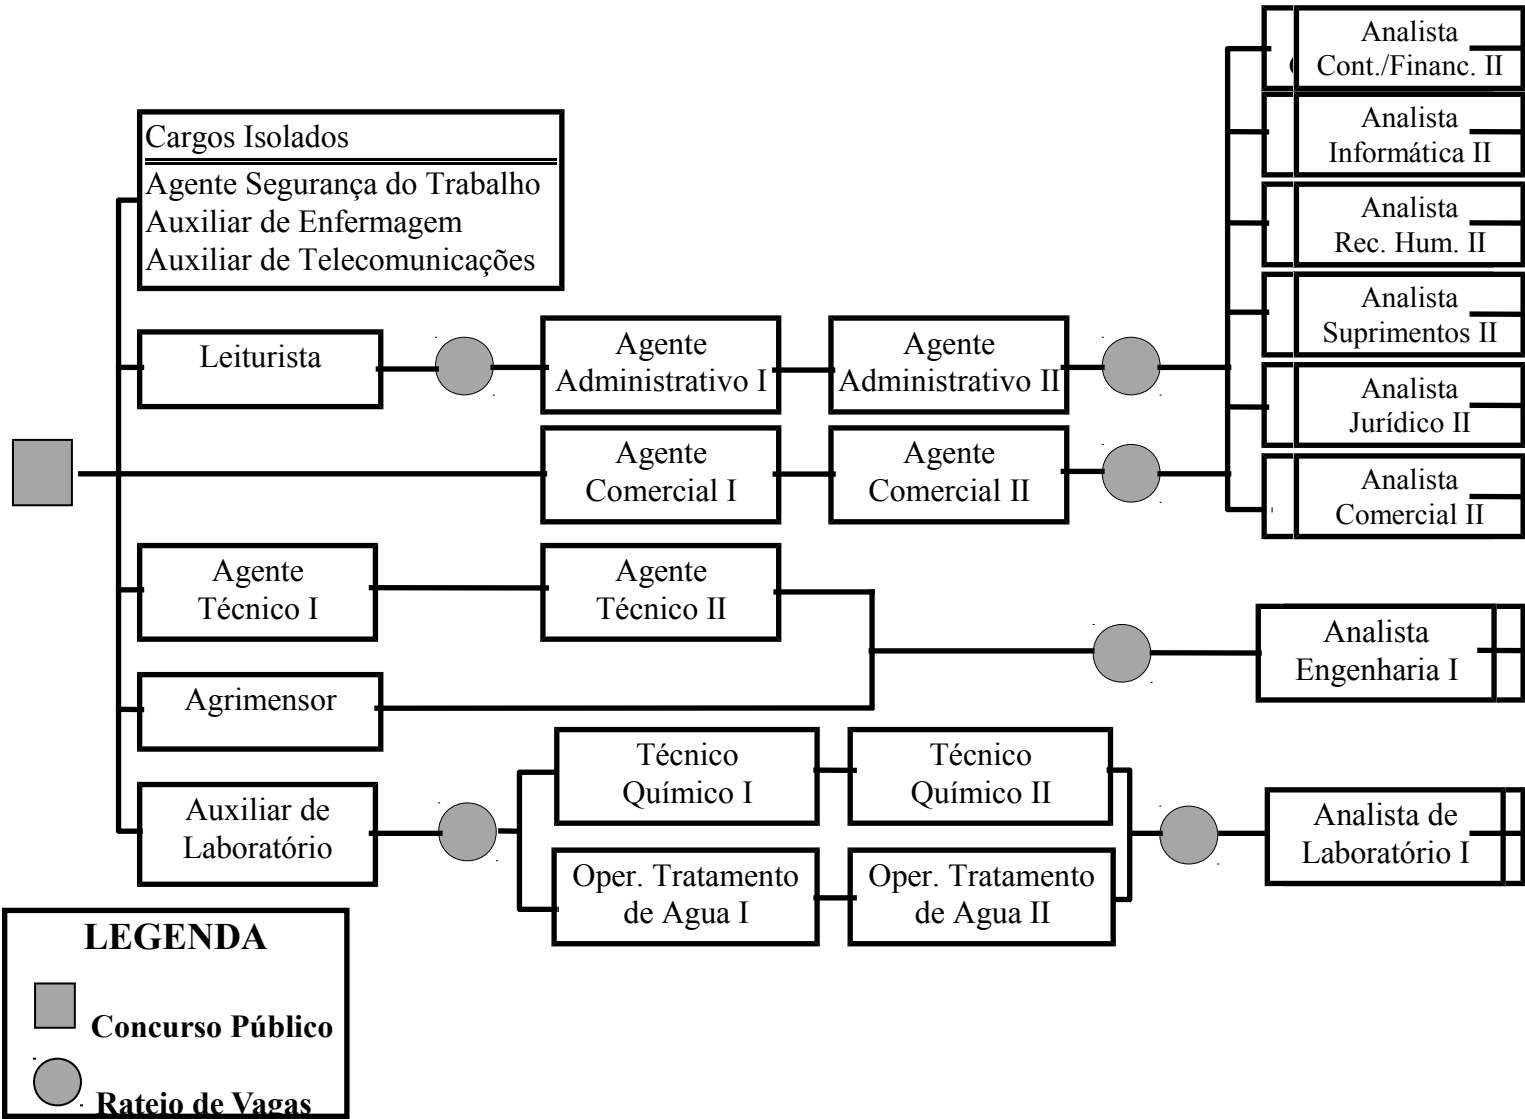 Analista
Cont./Financ. II
Analista
Informática II
Analista
Rec. Hum. II
Analista
Suprimentos II
Analista
Jurídico II
Analista
Comercial II
Cargos Isolados
Agente Segurança do Trabalho
Auxiliar de Enfermagem
Auxiliar de Telecomunicações
Leiturista
Agente
Administrativo I
Agente
Administrativo II
Agente
Comercial I
Agente
Comercial II
Agente
Técnico I
Agente
Técnico II
Analista
Engenharia I
Agrimensor
Técnico
Químico I
Técnico
Químico II
Auxiliar de
Laboratório
Oper. Tratamento
de Agua I
Oper. Tratamento
de Agua II
Analista de
Laboratório I
LEGENDA
Concurso Público
Rateio de Vagas